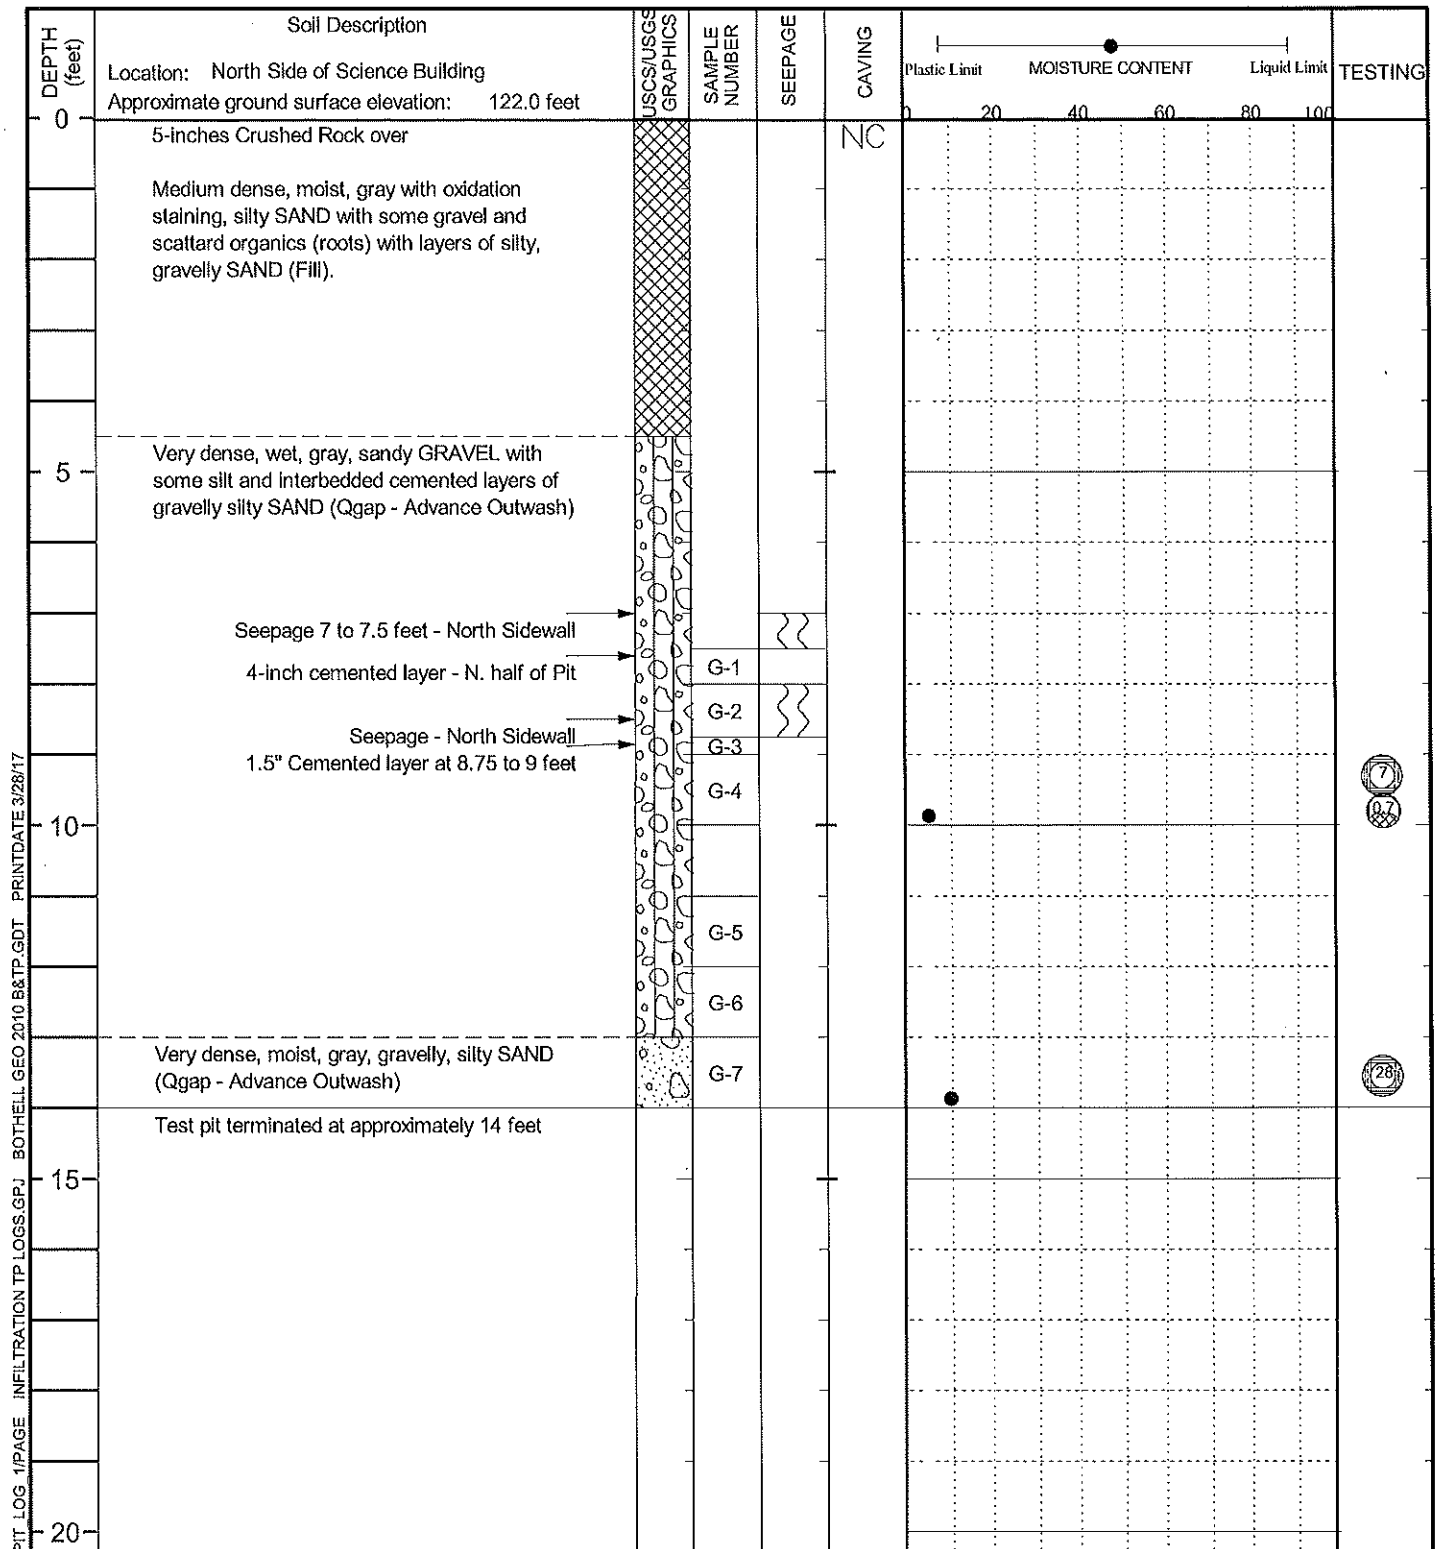 DEPTH
(feet)
Soil Description
Location: North Side of Science Building
Approximate ground surface elevation: 122.0 feet
USCS/USGS
GRAPHICS
SAMPLE
NUMBER
SEEPAGE
CAVING
Plastic Limit
MOISTURE CONTENT
Liquid Limit
TESTING
0 20 40 60 80 100
0
5-inches Crushed Rock over
NC
Medium dense, moist, gray with oxidation
staining, silty SAND with some gravel and
scattard organics (roots) with layers of silty,
gravelly SAND (Fill).
Very dense, wet, gray, sandy GRAVEL with
5
some silt and interbedded cemented layers of
gravelly silty SAND (Qgap - Advance Outwash)
Seepage 7 to 7.5 feet - North Sidewall
4-inch cemented layer - N. half of Pit
G-1
G-2
Seepage - North Sidewall
G-3
1.5" Cemented layer at 8.75 to 9 feet
G-4
7
0.7
10
G-5
G-6
Very dense, moist, gray, gravelly, silty SAND
(Qgap - Advance Outwash)
G-7
28
Test pit terminated at approximately 14 feet
15
20
PIT_LOG_1/PAGE INFILTRATION TP LOGS.GPJ BOTHELL GEO 2010 B&TP.GDT PRINTDATE 3/28/17